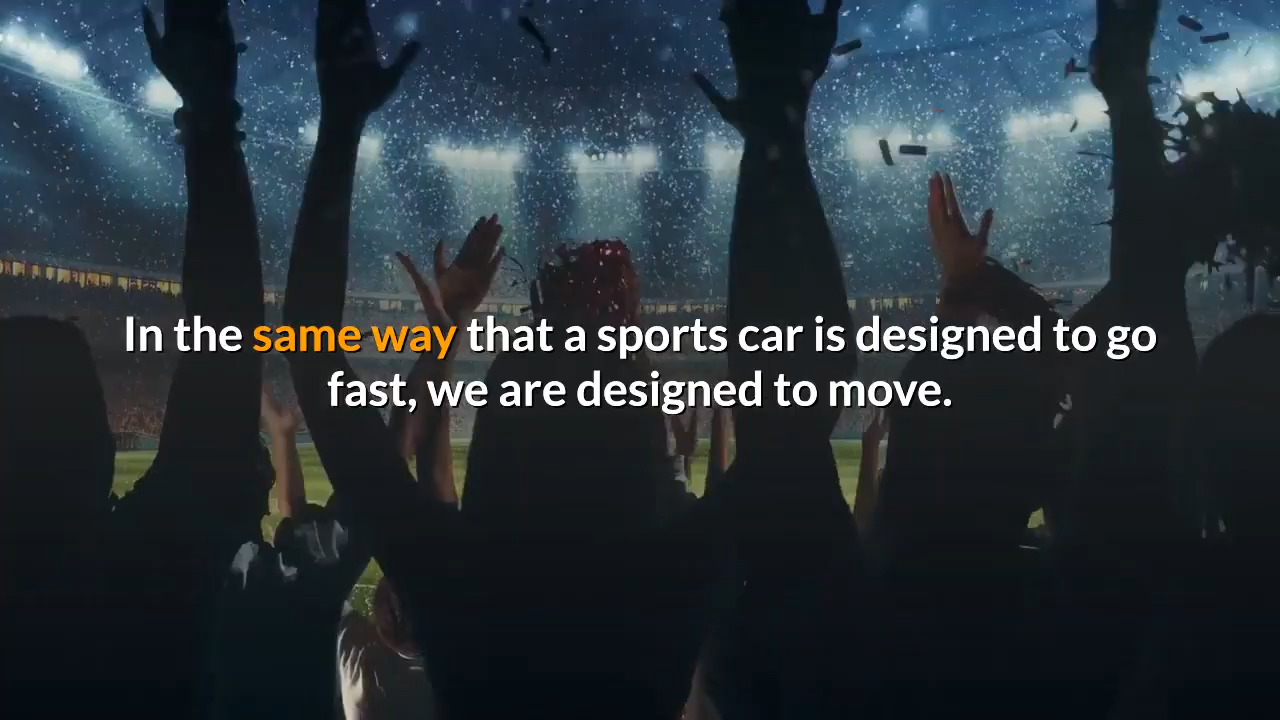 In the same way that a sports car is designed to go
fast, we are designed to move.